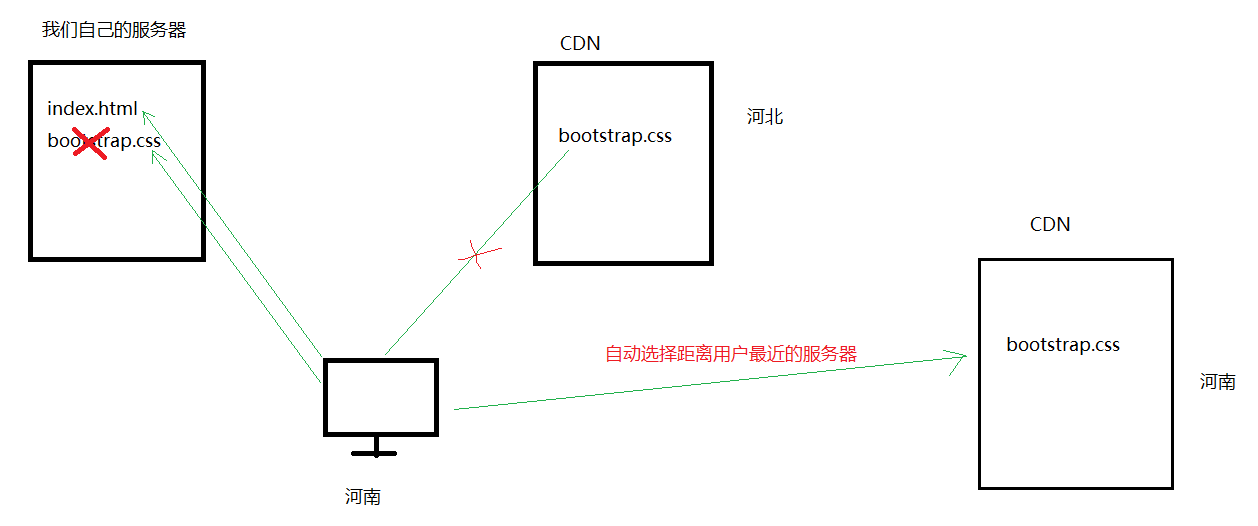 我们自己的服务器
index.html
bootstrap.css
CDN
bootstrap.css
河北
CDN
bootstrap.css
河南
自动选择距离用户最近的服务器
河南